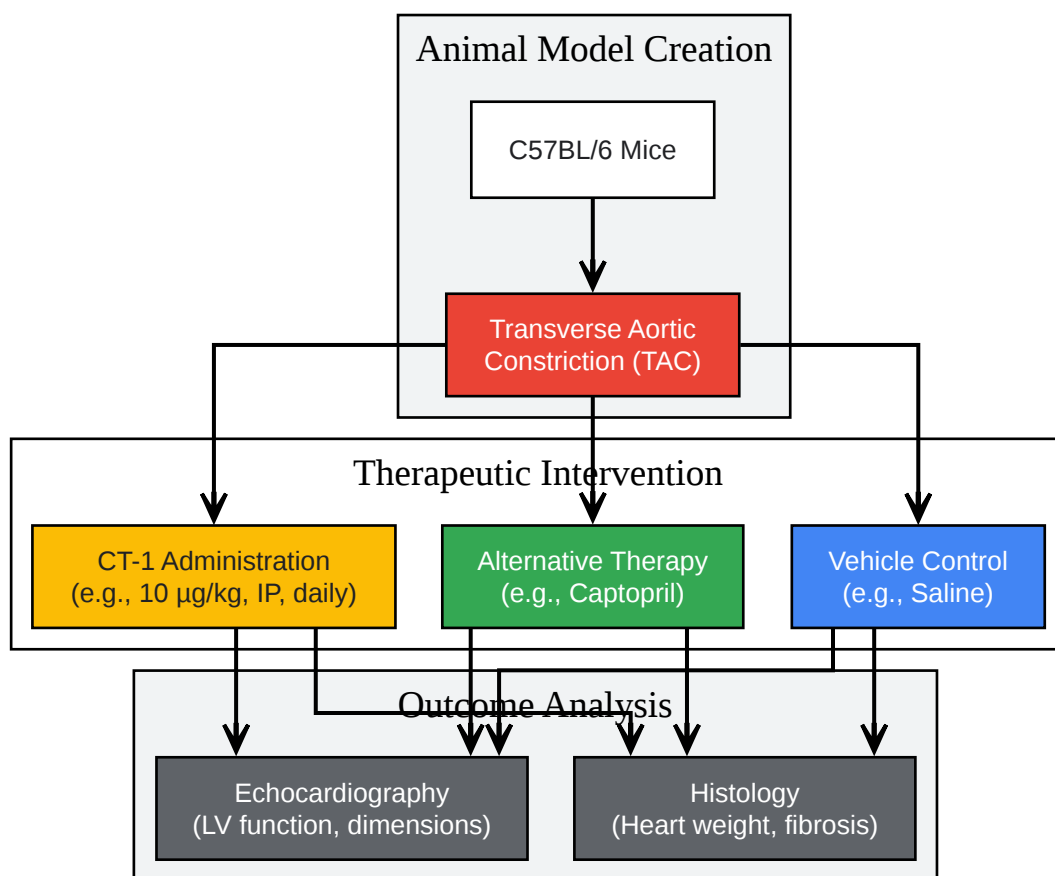 Animal Model Creation
C57BL/6 Mice
Transverse Aortic
Constriction (TAC)
Therapeutic Intervention
CT-1 Administration
(e.g., 10 µg/kg, IP, daily)
Alternative Therapy
(e.g., Captopril)
Vehicle Control
(e.g., Saline)
Outcome Analysis
Echocardiography
(LV function, dimensions)
Histology
(Heart weight, fibrosis)